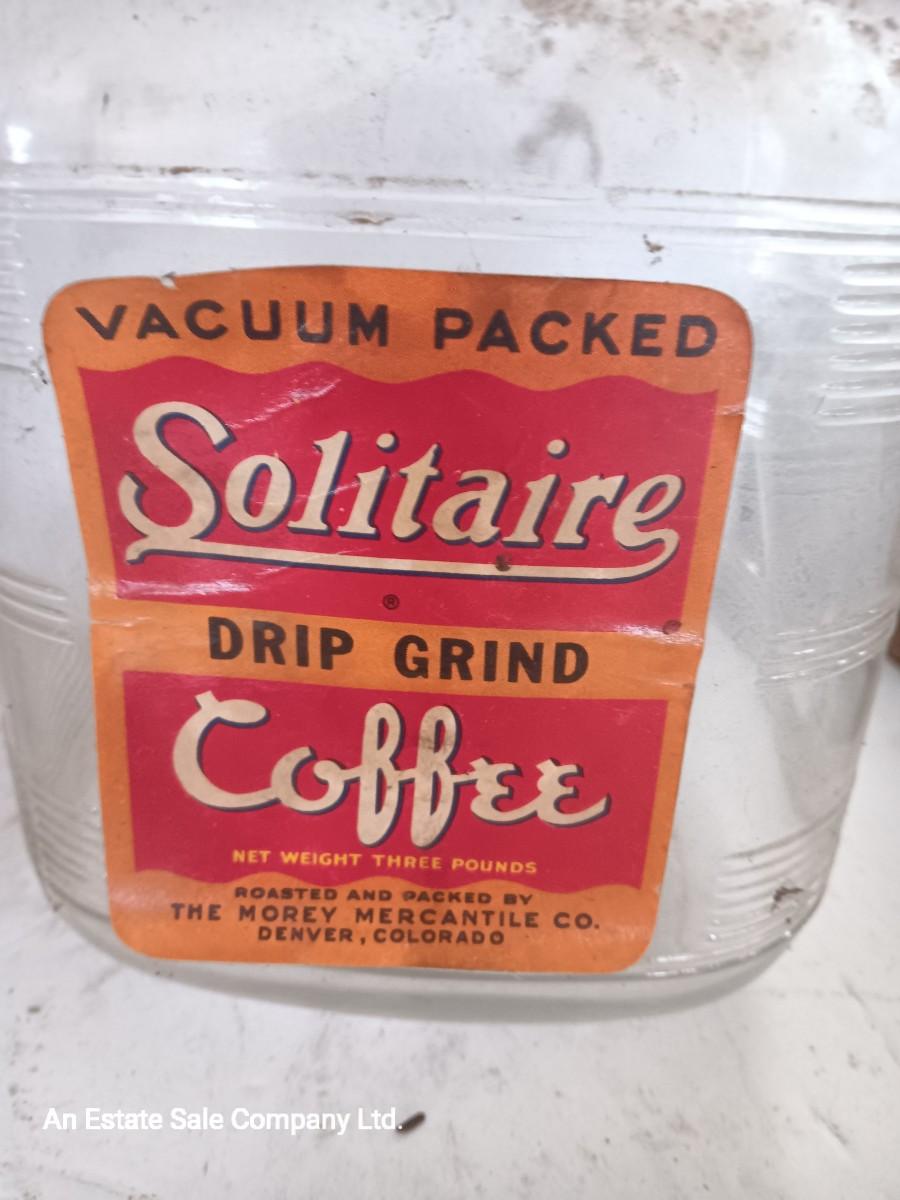 VACUUM PACKED
Solitaire
®
DRIP GRIND
Coffee
NET WEIGHT THREE POUNDS
ROASTED AND PACKED BY
THE MOREY MERCANTILE CO.
DENVER, COLORADO
An Estate Sale Company Ltd.